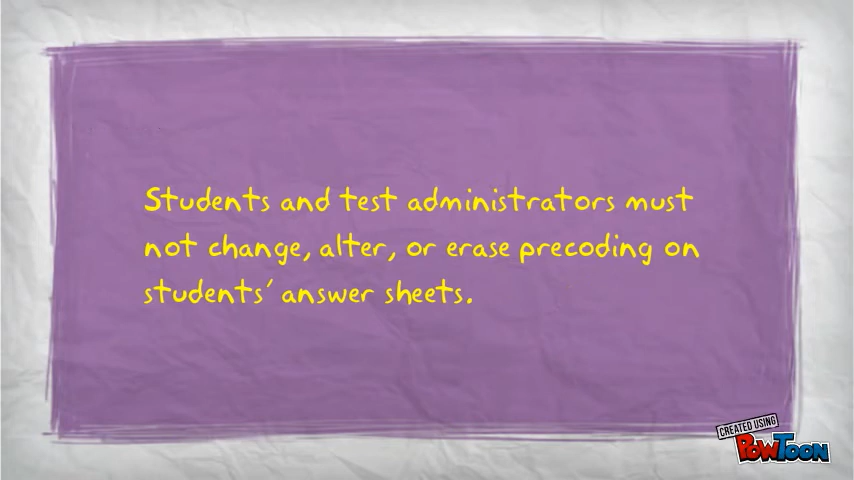 Students and test administrators must
not change, alter, or erase precoding on
students' answer sheets.
CREATED USING
POWTOON